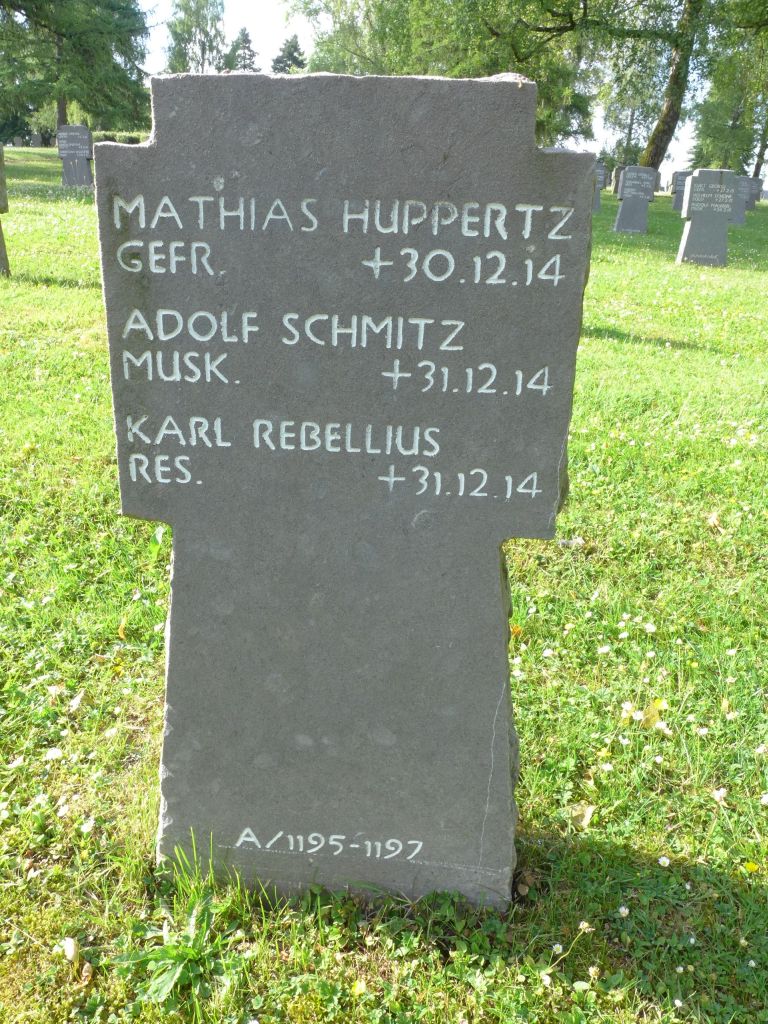 MATHIAS HUPPERTZ
GEFR. +30.12.14
ADOLF SCHMITZ
MUSK. +31.12.14
KARL REBELLIUS
RES. +31.12.14
A/1195-1197